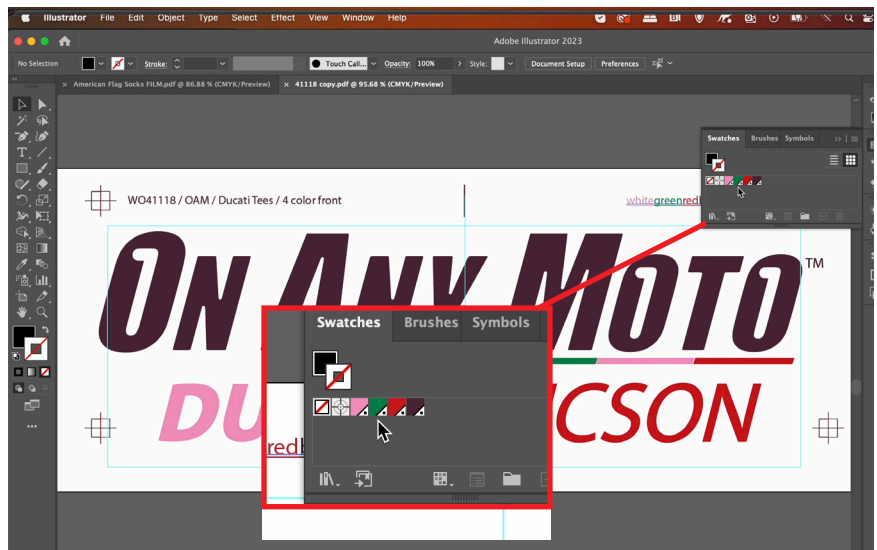 Illustrator File Edit Object Type Select Effect View Window Help
Adobe Illustrator 2023
No Selection Stroke: Touch Call... Opacity: 100% Style: Document Setup Preferences
× American Flag Socks FILM.pdf @ 86.88 % (CMYK/Preview) × 41118 copy.pdf @ 95.68 % (CMYK/Preview)
Swatches Brushes Symbols
WO41118 / OAM / Ducati Tees / 4 color front
whitegreenred
ON ANY MOTO TM
Swatches Brushes Symbols
DU CSON
red